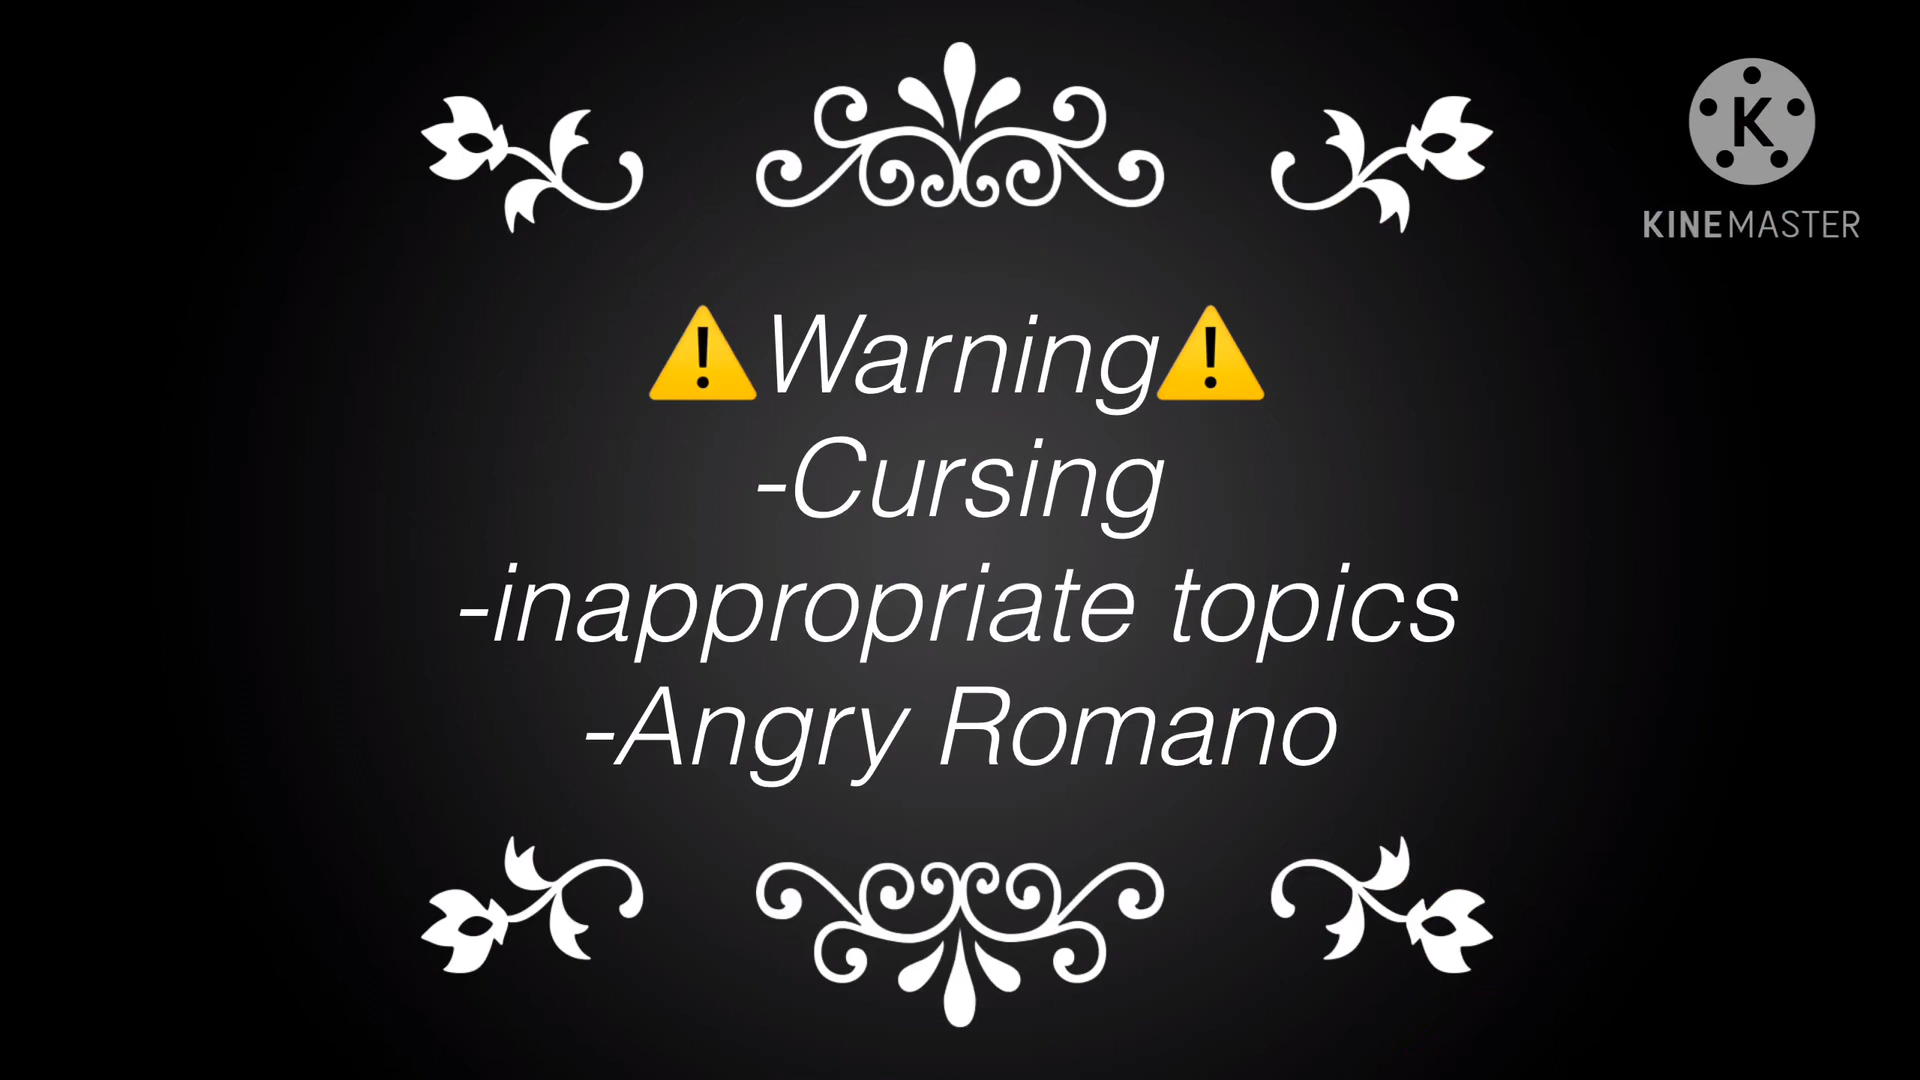 K
KINEMASTER
⚠️Warning⚠️
-Cursing
-inappropriate topics
-Angry Romano